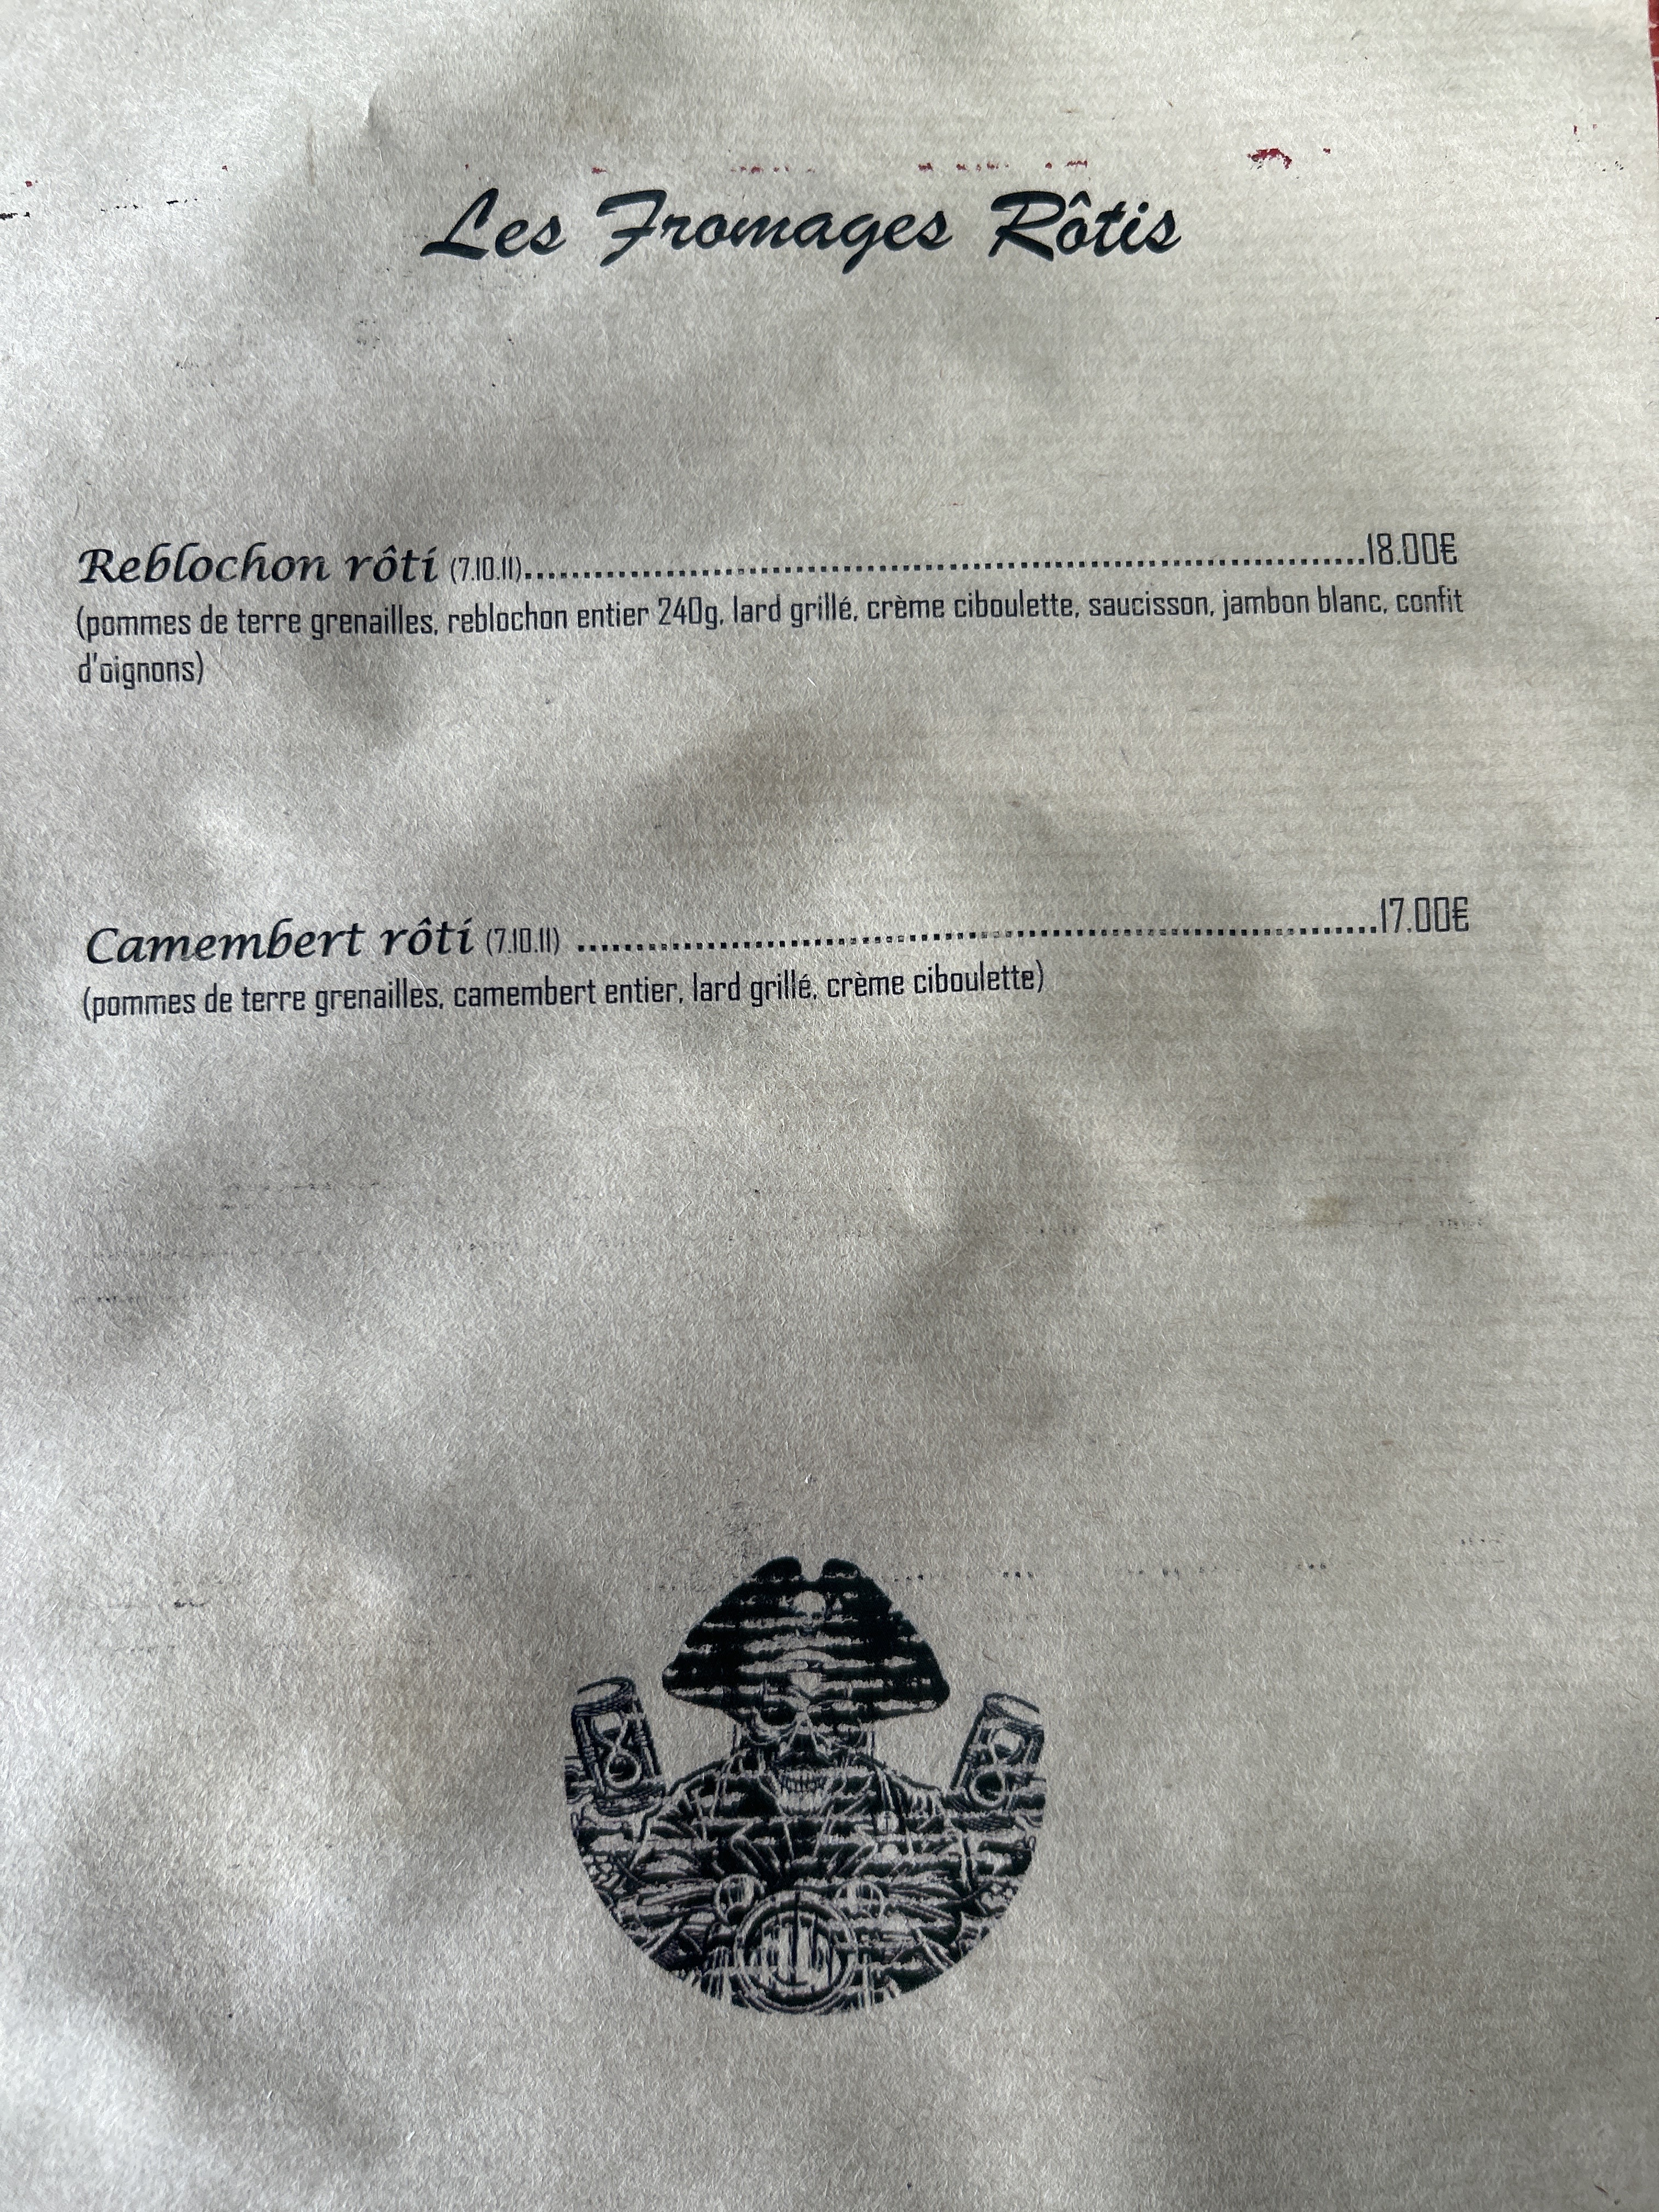 Les Fromages Rôtis
Reblochon rôti (7.10.11)..........................................................................18.00€
(pommes de terre grenailles, reblochon entier 240g, lard grillé, crème ciboulette, saucisson, jambon blanc, confit
d'oignons)
Camembert rôti (7.10.11) ......................................................................17.00€
(pommes de terre grenailles, camembert entier, lard grillé, crème ciboulette)